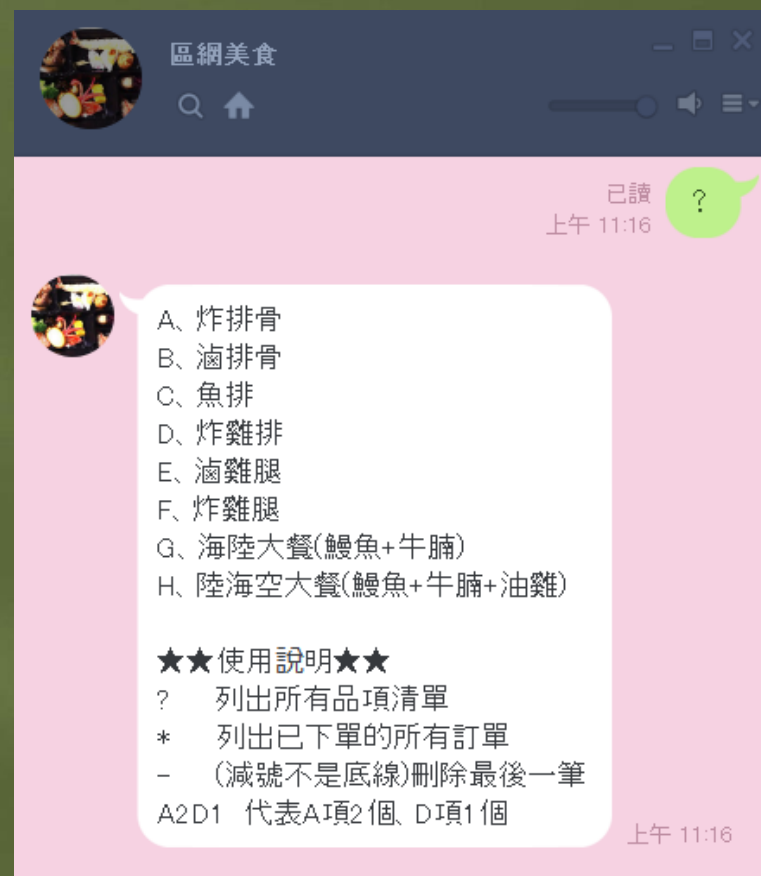 區網美食
已讀
上午 11:16
?
A、炸排骨
B、滷排骨
C、魚排
D、炸雞排
E、滷雞腿
F、炸雞腿
G、海陸大餐(鰻魚+牛腩)
H、陸海空大餐(鰻魚+牛腩+油雞)
★★使用說明★★
? 列出所有品項清單
* 列出已下單的所有訂單
- (減號不是底線)刪除最後一筆
A2D1 代表A項2個、D項1個
上午 11:16